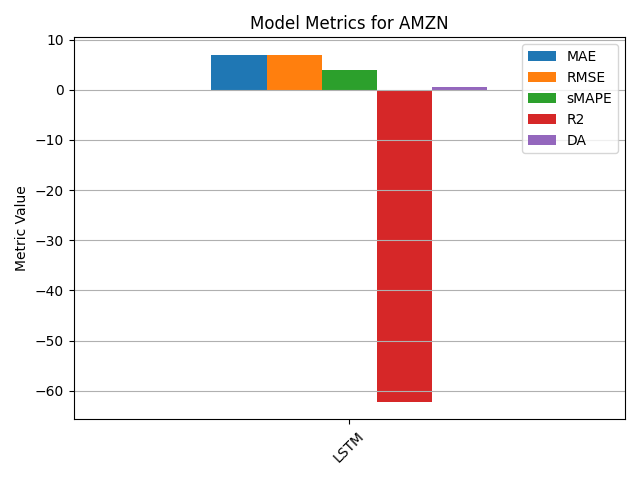 Model Metrics for AMZN
MAE
RMSE
sMAPE
R2
DA
Metric Value
10
0
−10
−20
−30
−40
−50
−60
LSTM